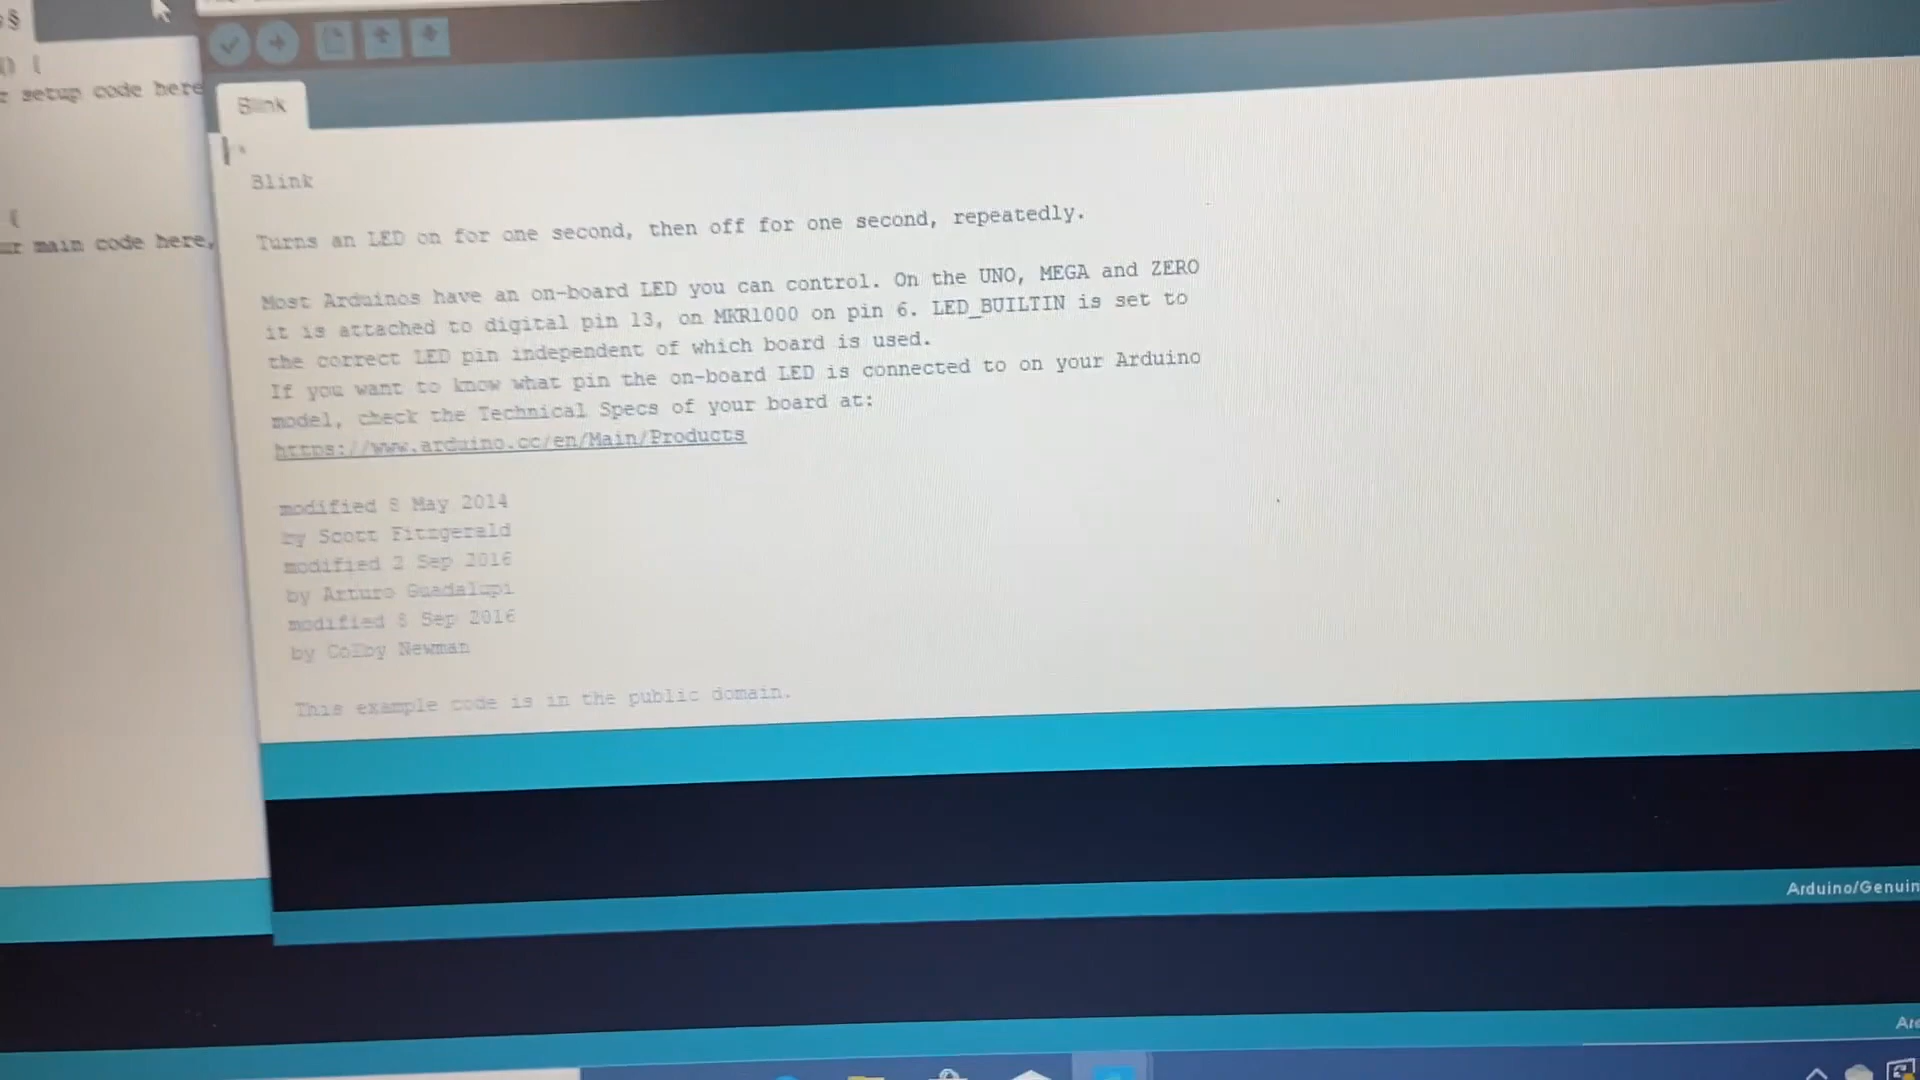 setup code here
{
main code here,
Blink
Blink
Turns an LED on for one second, then off for one second, repeatedly.
Most Arduinos have an on-board LED you can control. On the UNO, MEGA and ZERO
it is attached to digital pin 13, on MKR1000 on pin 6. LED_BUILTIN is set to
the correct LED pin independent of which board is used.
If you want to know what pin the on-board LED is connected to on your Arduino
model, check the Technical Specs of your board at:
https://www.arduino.cc/en/Main/Products
modified 8 May 2014
by Scott Fitzgerald
modified 2 Sep 2016
by Arturo Guadalupi
modified 8 Sep 2016
by Colby Newman
This example code is in the public domain.
Arduino/Genuin